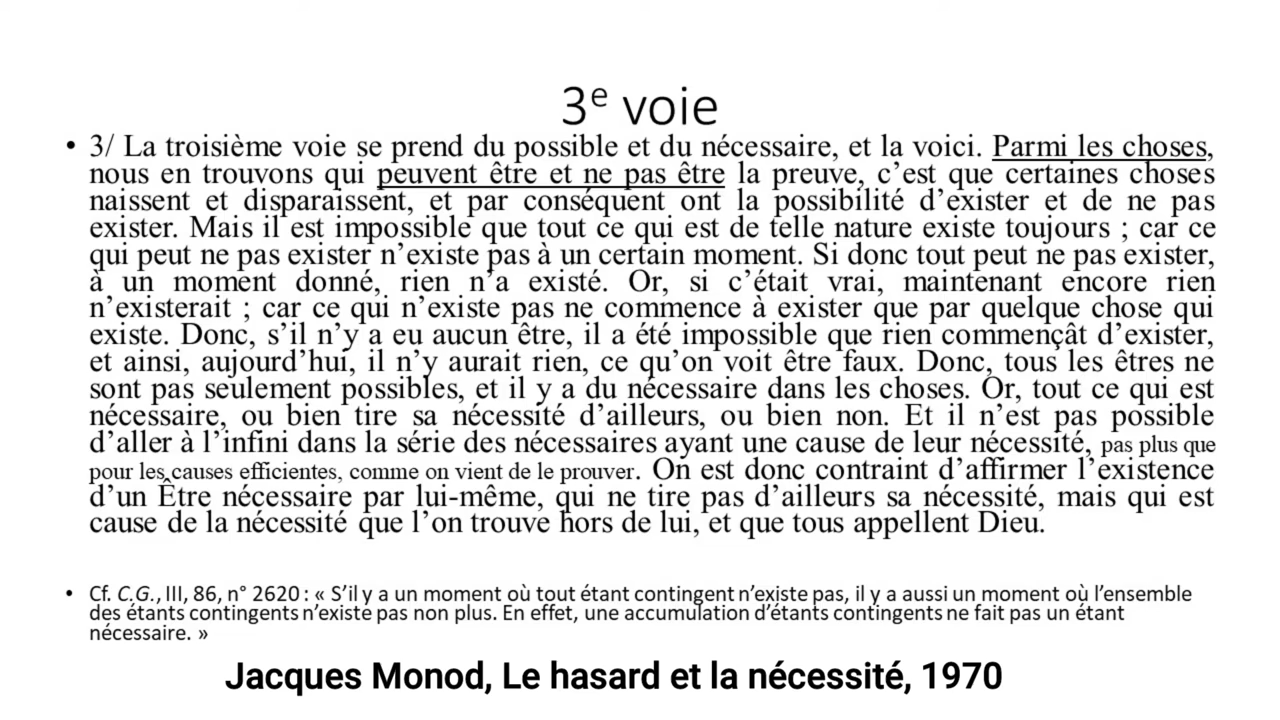 3e voie
• 3/ La troisième voie se prend du possible et du nécessaire, et la voici. Parmi les choses,
nous en trouvons qui peuvent être et ne pas être la preuve, c’est que certaines choses
naissent et disparaissent, et par conséquent ont la possibilité d’exister et de ne pas
exister. Mais il est impossible que tout ce qui est de telle nature existe toujours ; car ce
qui peut ne pas exister n’existe pas à un certain moment. Si donc tout peut ne pas exister,
à un moment donné, rien n’a existé. Or, si c’était vrai, maintenant encore rien
n’existerait ; car ce qui n’existe pas ne commence à exister que par quelque chose qui
existe. Donc, s’il n’y a eu aucun être, il a été impossible que rien commençât d’exister,
et ainsi, aujourd’hui, il n’y aurait rien, ce qu’on voit être faux. Donc, tous les êtres ne
sont pas seulement possibles, et il y a du nécessaire dans les choses. Or, tout ce qui est
nécessaire, ou bien tire sa nécessité d’ailleurs, ou bien non. Et il n’est pas possible
d’aller à l’infini dans la série des nécessaires ayant une cause de leur nécessité, pas plus que
pour les causes efficientes, comme on vient de le prouver. On est donc contraint d’affirmer l’existence
d’un Être nécessaire par lui-même, qui ne tire pas d’ailleurs sa nécessité, mais qui est
cause de la nécessité que l’on trouve hors de lui, et que tous appellent Dieu.
• Cf. C.G., III, 86, n° 2620 : « S’il y a un moment où tout étant contingent n’existe pas, il y a aussi un moment où l’ensemble
des étants contingents n’existe pas non plus. En effet, une accumulation d’étants contingents ne fait pas un étant
nécessaire. »
Jacques Monod, Le hasard et la nécessité, 1970